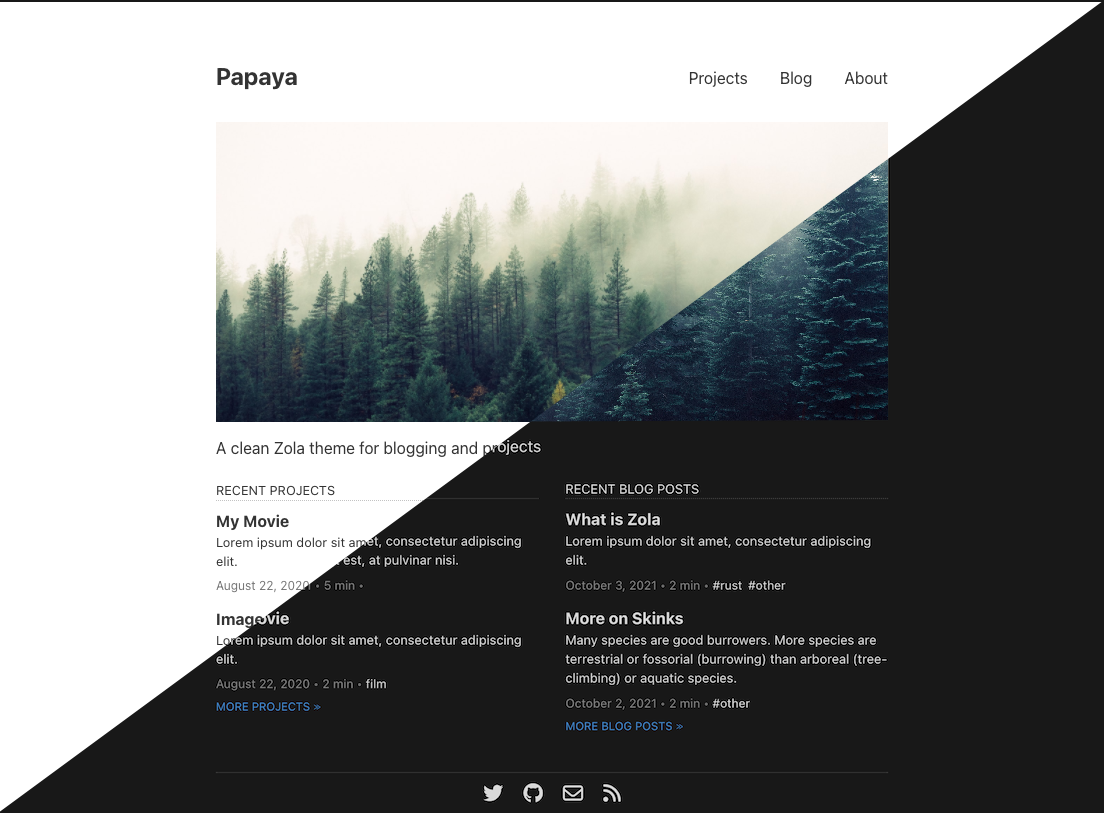 Papaya
Projects Blog About
A clean Zola theme for blogging and projects
RECENT PROJECTS
My Movie
Lorem ipsum dolor sit amet, consectetur adipiscing
elit. est, at pulvinar nisi.
August 22, 2020 • 5 min •
Lorem ipsum dolor sit amet, consectetur adipiscing
elit.
August 22, 2020 • 2 min • film
MORE PROJECTS »
RECENT BLOG POSTS
What is Zola
Lorem ipsum dolor sit amet, consectetur adipiscing
elit.
October 3, 2021 • 2 min • #rust #other
More on Skinks
Many species are good burrowers. More species are
terrestrial or fossorial (burrowing) than arboreal (tree-
climbing) or aquatic species.
October 2, 2021 • 2 min • #other
MORE BLOG POSTS »